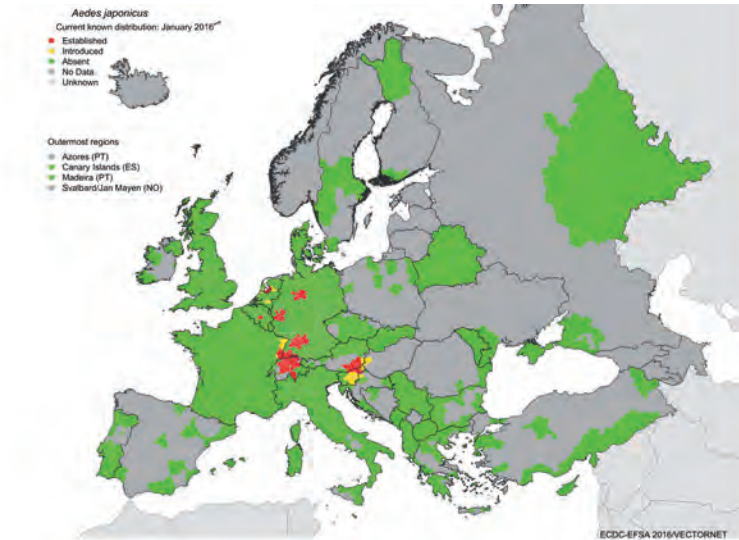 Aedes japonicus
Current known distribution: January 2016
Established
Introduced
Absent
No Data
Unknown
Outermost regions
Azores (PT)
Canary Islands (ES)
Madeira (PT)
Svalbard/Jan Mayen (NO)
ECDC-EFSA 2016/VECTORNET